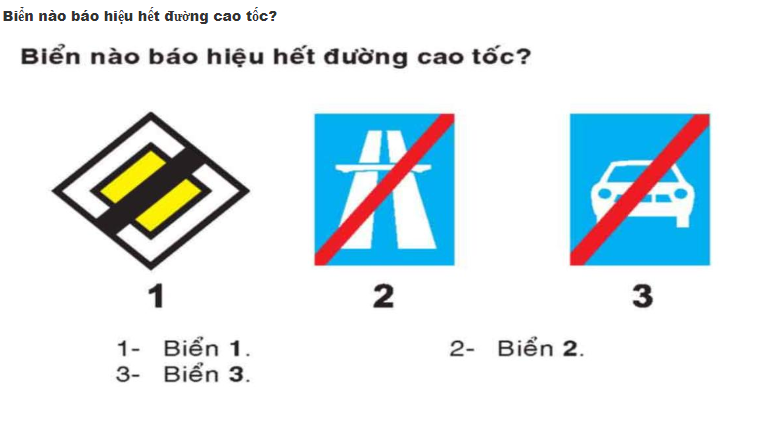 Biển nào báo hiệu hết đường cao tốc?
Biển nào báo hiệu hết đường cao tốc?
1 2 3
1- Biển 1. 2- Biển 2.
3- Biển 3.